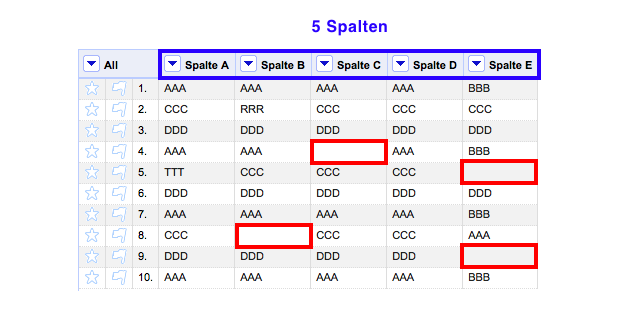 5 Spalten
All Spalte A Spalte B Spalte C Spalte D Spalte E
1. AAA AAA AAA AAA BBB
2. CCC RRR CCC CCC CCC
3. DDD DDD DDD DDD DDD
4. AAA AAA AAA BBB
5. TTT CCC CCC CCC
6. DDD DDD DDD DDD DDD
7. AAA AAA AAA AAA BBB
8. CCC CCC CCC AAA
9. DDD DDD DDD DDD
10. AAA AAA AAA AAA BBB